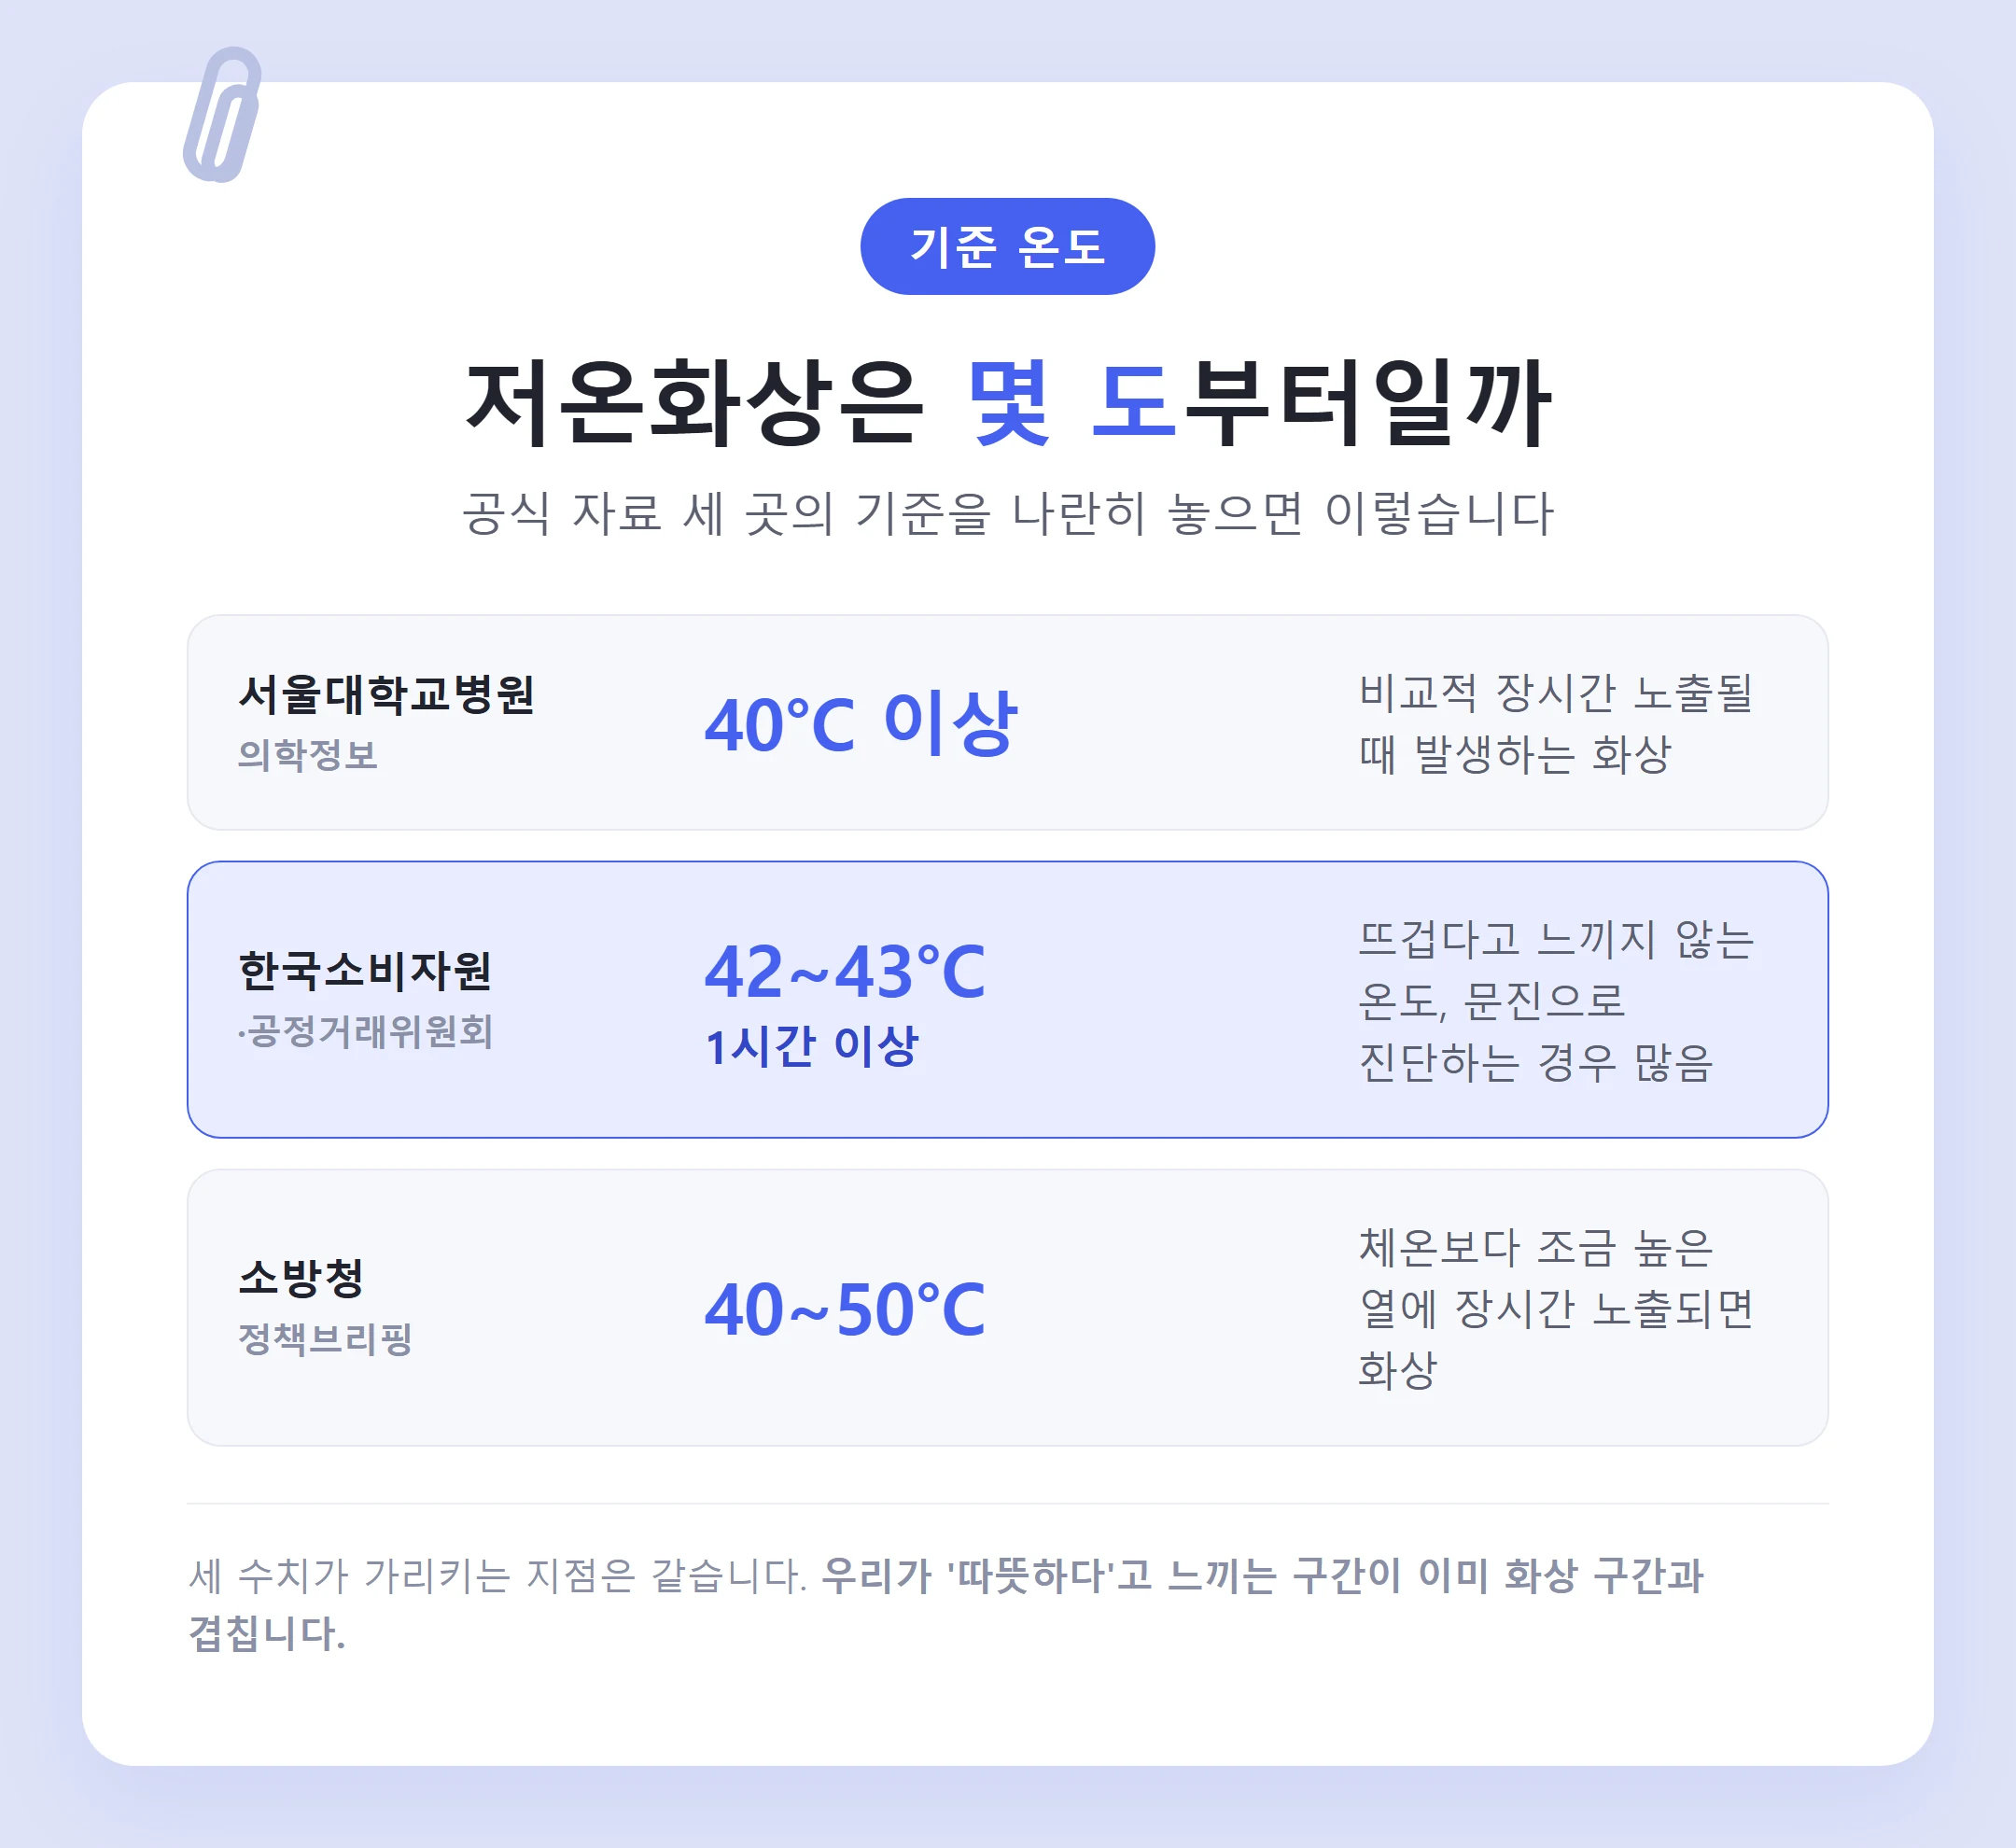 기준 온도
저온화상은 몇 도부터일까
공식 자료 세 곳의 기준을 나란히 놓으면 이렇습니다
서울대학교병원
의학정보
40℃ 이상
비교적 장시간 노출될
때 발생하는 화상
한국소비자원
·공정거래위원회
42~43℃
1시간 이상
뜨겁다고 느끼지 않는
온도, 문진으로
진단하는 경우 많음
소방청
정책브리핑
40~50℃
체온보다 조금 높은
열에 장시간 노출되면
화상
세 수치가 가리키는 지점은 같습니다. 우리가 '따뜻하다'고 느끼는 구간이 이미 화상 구간과
겹칩니다.